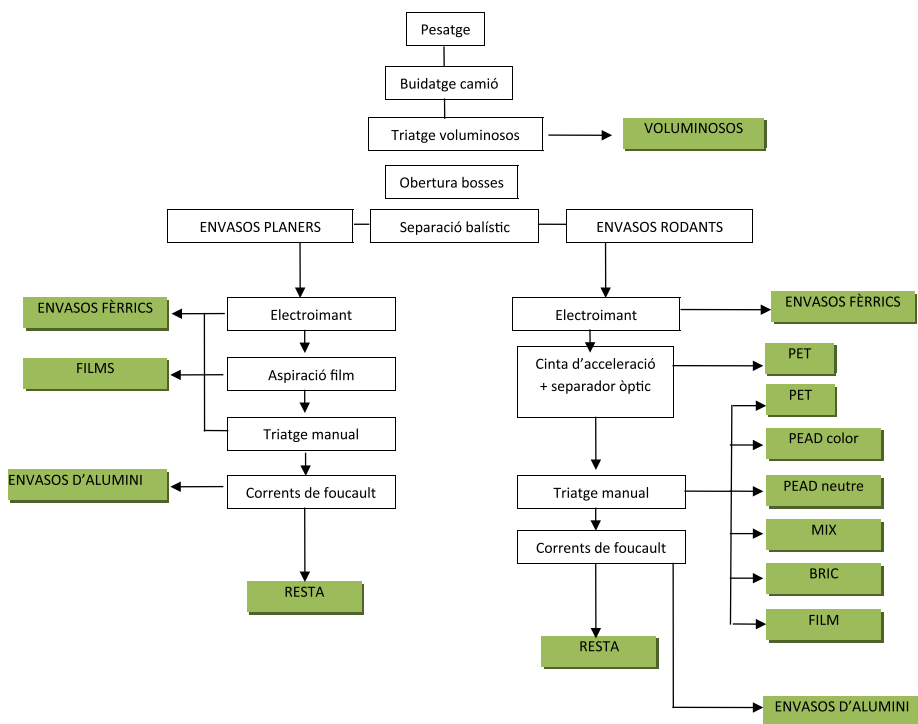 Pesatge
Buidatge camió
Triatge voluminosos
VOLUMINOSOS
Obertura bosses
ENVASOS PLANERS
Separació balístic
ENVASOS RODANTS
ENVASOS FÈRRICS
Electroimant
Electroimant
ENVASOS FÈRRICS
FILMS
Aspiració film
Cinta d’acceleració
+ separador òptic
PET
PET
Triatge manual
PEAD color
ENVASOS D’ALUMINI
Corrents de foucault
Triatge manual
PEAD neutre
MIX
Corrents de foucault
BRIC
RESTA
FILM
RESTA
ENVASOS D’ALUMINI